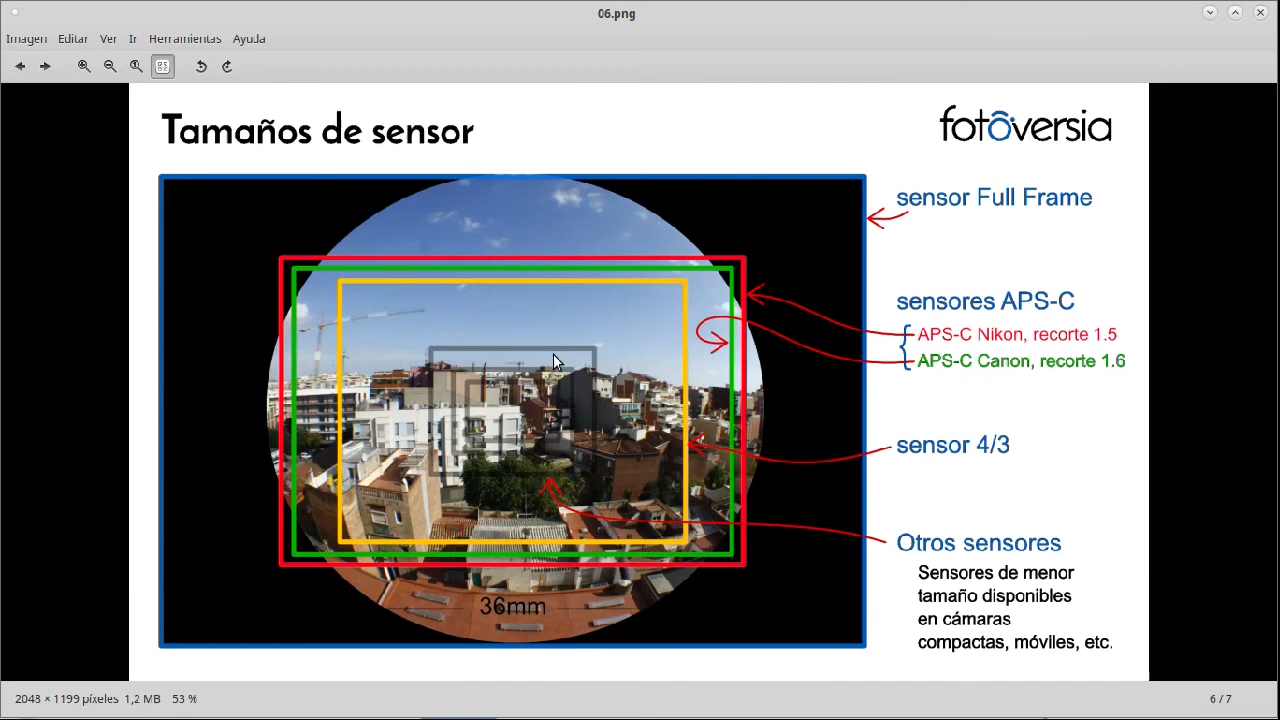 06.png
Imagen Editar Ver Ir Herramientas Ayuda
Tamaños de sensor
fotoversia
sensor Full Frame
sensores APS-C
APS-C Nikon, recorte 1.5
APS-C Canon, recorte 1.6
sensor 4/3
Otros sensores
Sensores de menor
tamaño disponibles
en cámaras
compactas, móviles, etc.
36mm
2048 × 1199 píxeles 1,2 MB 53 %
6 / 7